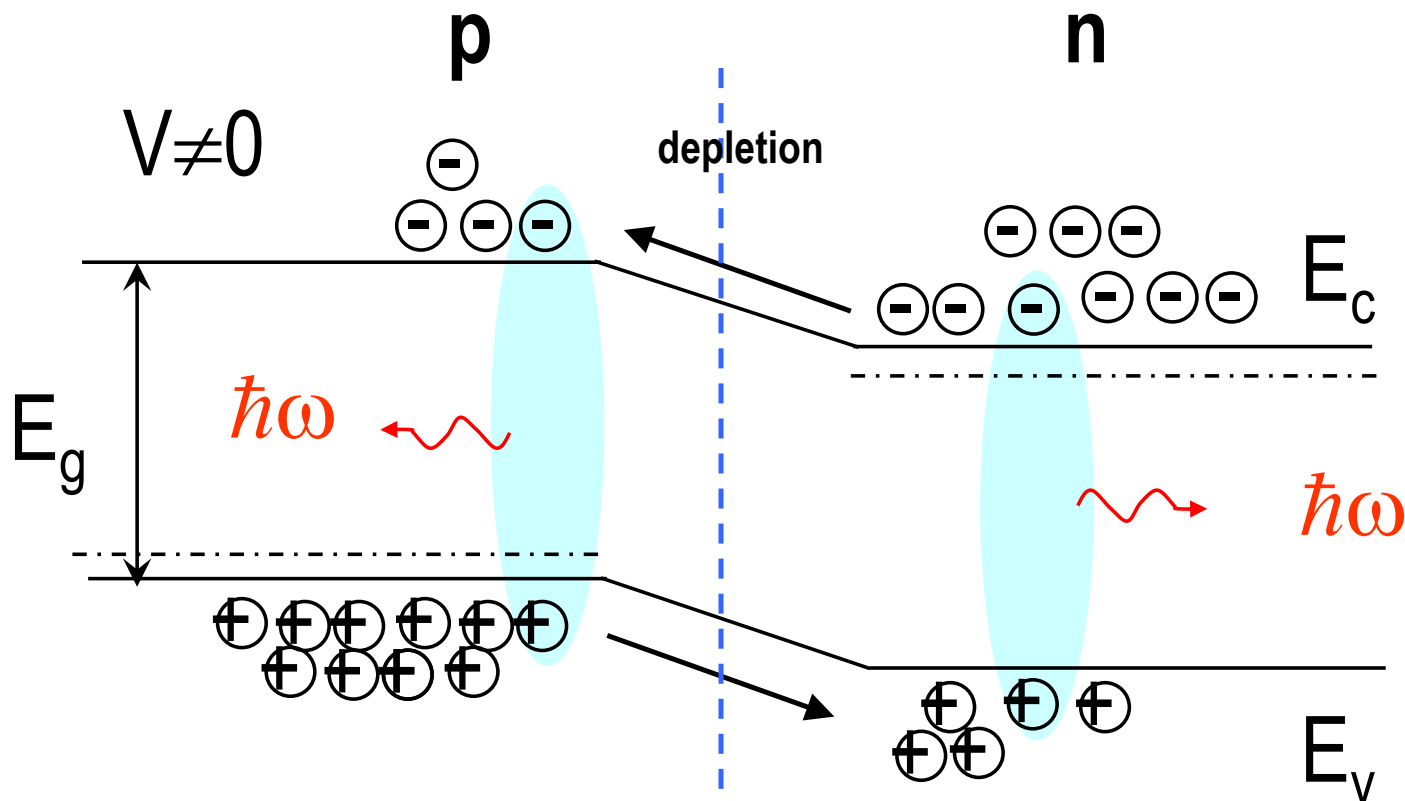 p
n
V≠0
depletion
E_c
E_g
ħω
ħω
E_v